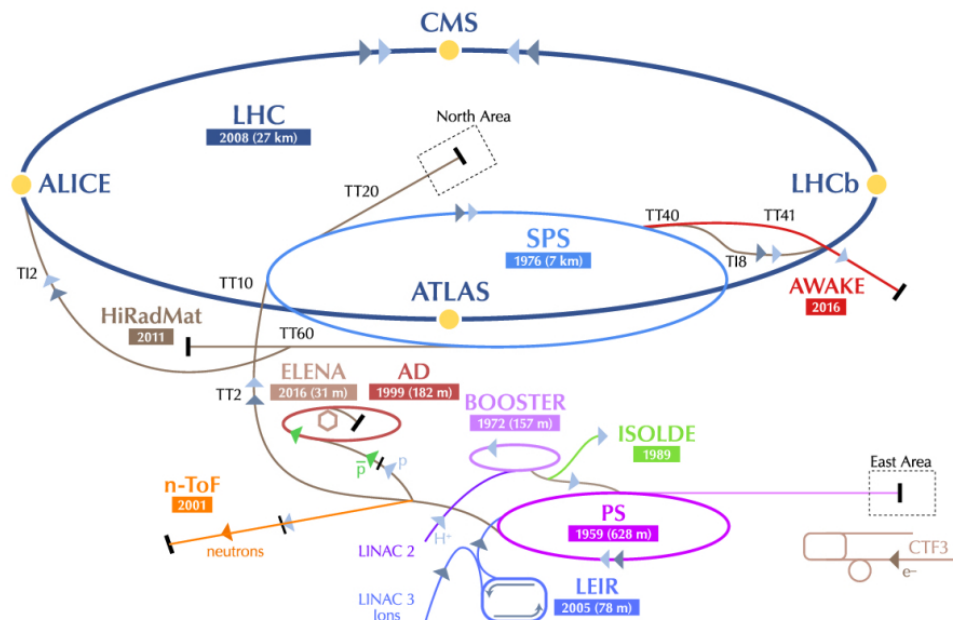 CMS
LHC
2008 (27 km)
North Area
ALICE
TT20
LHCb
TT40
TT41
SPS
1976 (7 km)
TI2
TT10
TI8
ATLAS
AWAKE
2016
HiRadMat
2011
TT60
ELENA
2016 (31 m)
AD
1999 (182 m)
TT2
BOOSTER
1972 (157 m)
ISOLDE
1989
p̅
p
East Area
n-ToF
2001
PS
1959 (628 m)
neutrons
LINAC 2
H⁺
CTF3
e-
LEIR
2005 (78 m)
LINAC 3
Ions